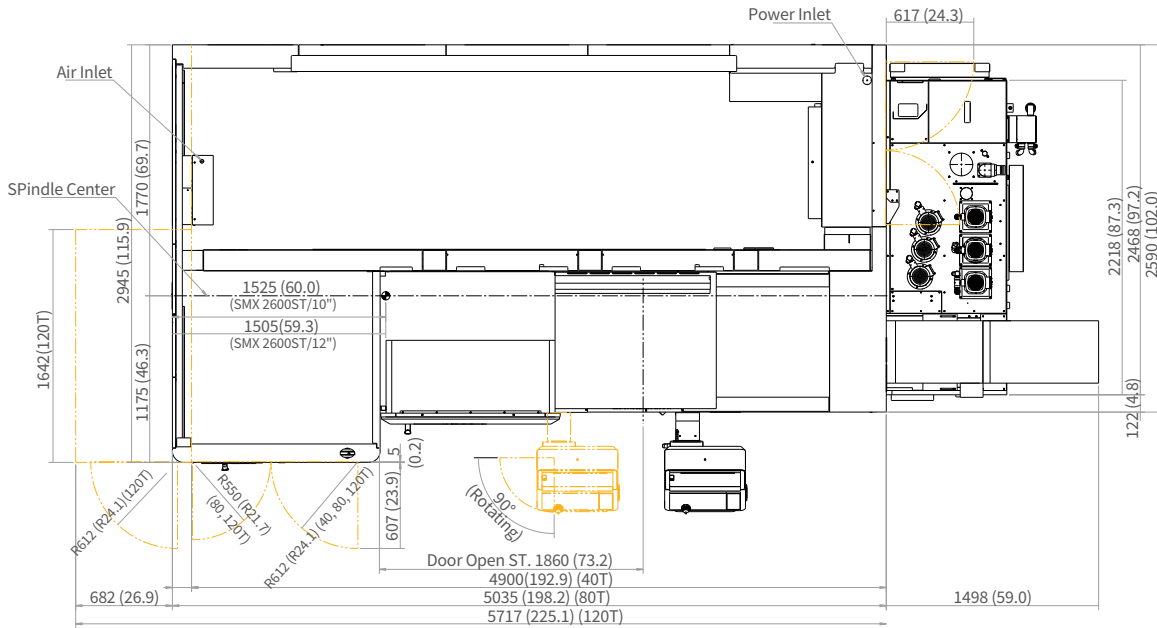 Power Inlet
617 (24.3)
Air Inlet
SPindle Center
1770 (69.7)
2945 (115.9)
1642(120T)
1175 (46.3)
1525 (60.0)
(SMX 2600ST/10")
1505(59.3)
(SMX 2600ST/12")
2218 (87.3)
2468 (97.2)
2590 (102.0)
122 (4.8)
5
(0.2)
607 (23.9)
R612 (R24.1)(120T)
R550 (R21.7)
(80, 120T)
R612 (R24.1) (40, 80, 120T)
90°
(Rotating)
Door Open ST. 1860 (73.2)
4900(192.9) (40T)
682 (26.9)
5035 (198.2) (80T)
1498 (59.0)
5717 (225.1) (120T)